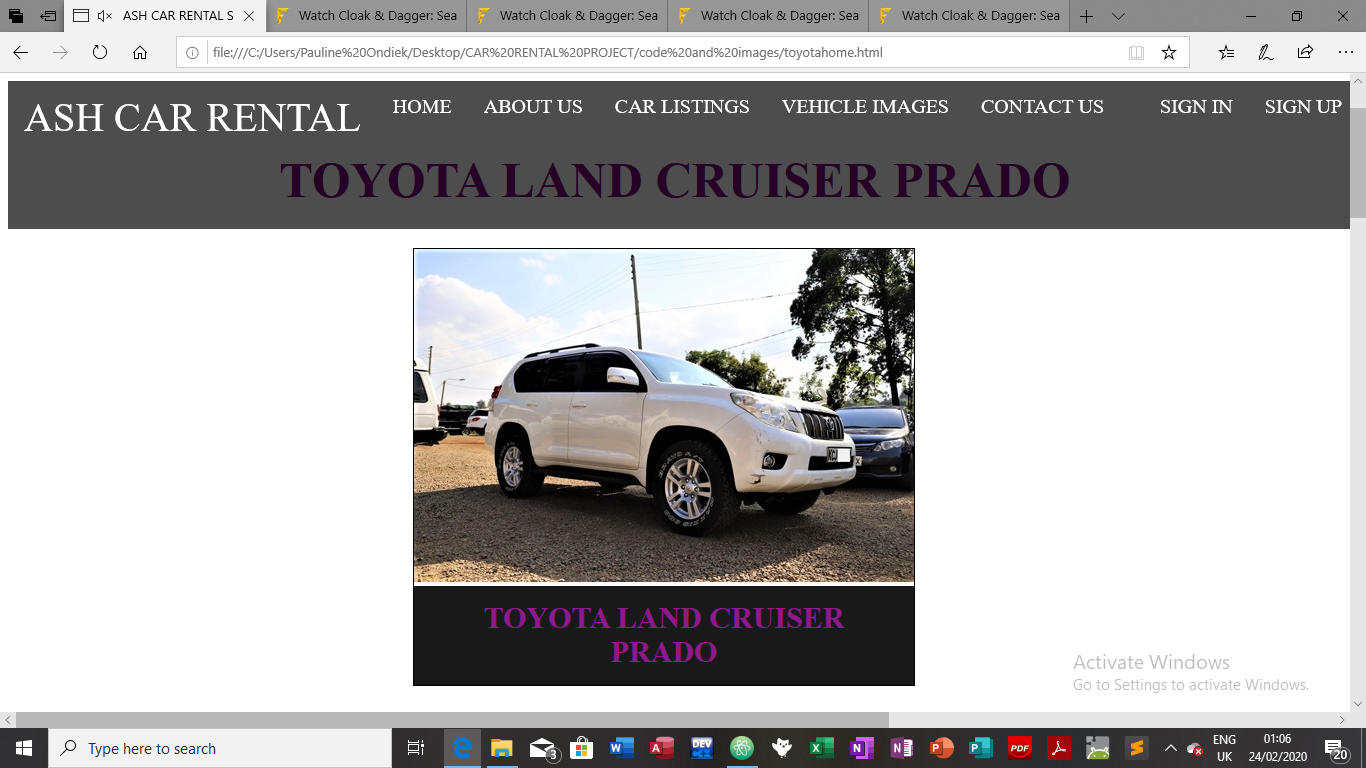 ASH CAR RENTAL S
Watch Cloak & Dagger: Sea
Watch Cloak & Dagger: Sea
Watch Cloak & Dagger: Sea
Watch Cloak & Dagger: Sea
file:///C:/Users/Pauline%20Ondiek/Desktop/CAR%20RENTAL%20PROJECT/code%20and%20images/toyotahome.html
ASH CAR RENTAL HOME ABOUT US CAR LISTINGS VEHICLE IMAGES CONTACT US SIGN IN SIGN UP
TOYOTA LAND CRUISER PRADO
TOYOTA LAND CRUISER
PRADO
Activate Windows
Go to Settings to activate Windows.
Type here to search
3
DEV
PDF
ENG
UK
01:06
24/02/2020
20